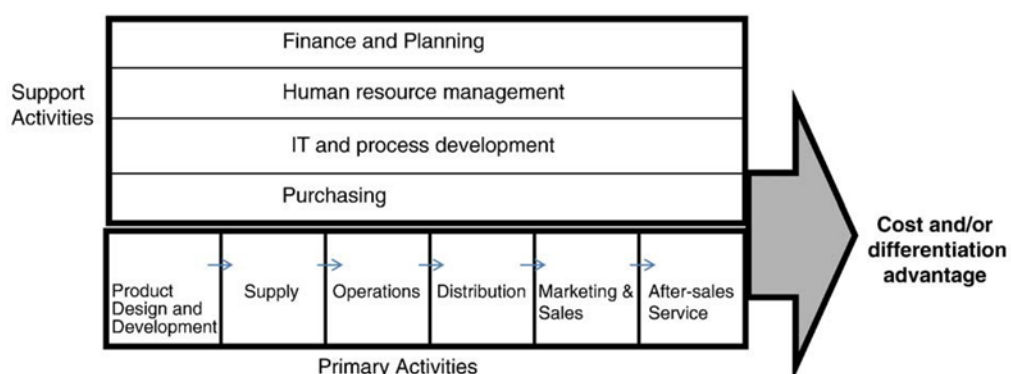 Support
Activities
Finance and Planning
Human resource management
IT and process development
Purchasing
Product
Design and
Development
Supply
Operations
Distribution
Marketing &
Sales
After-sales
Service
Primary Activities
Cost and/or
differentiation
advantage